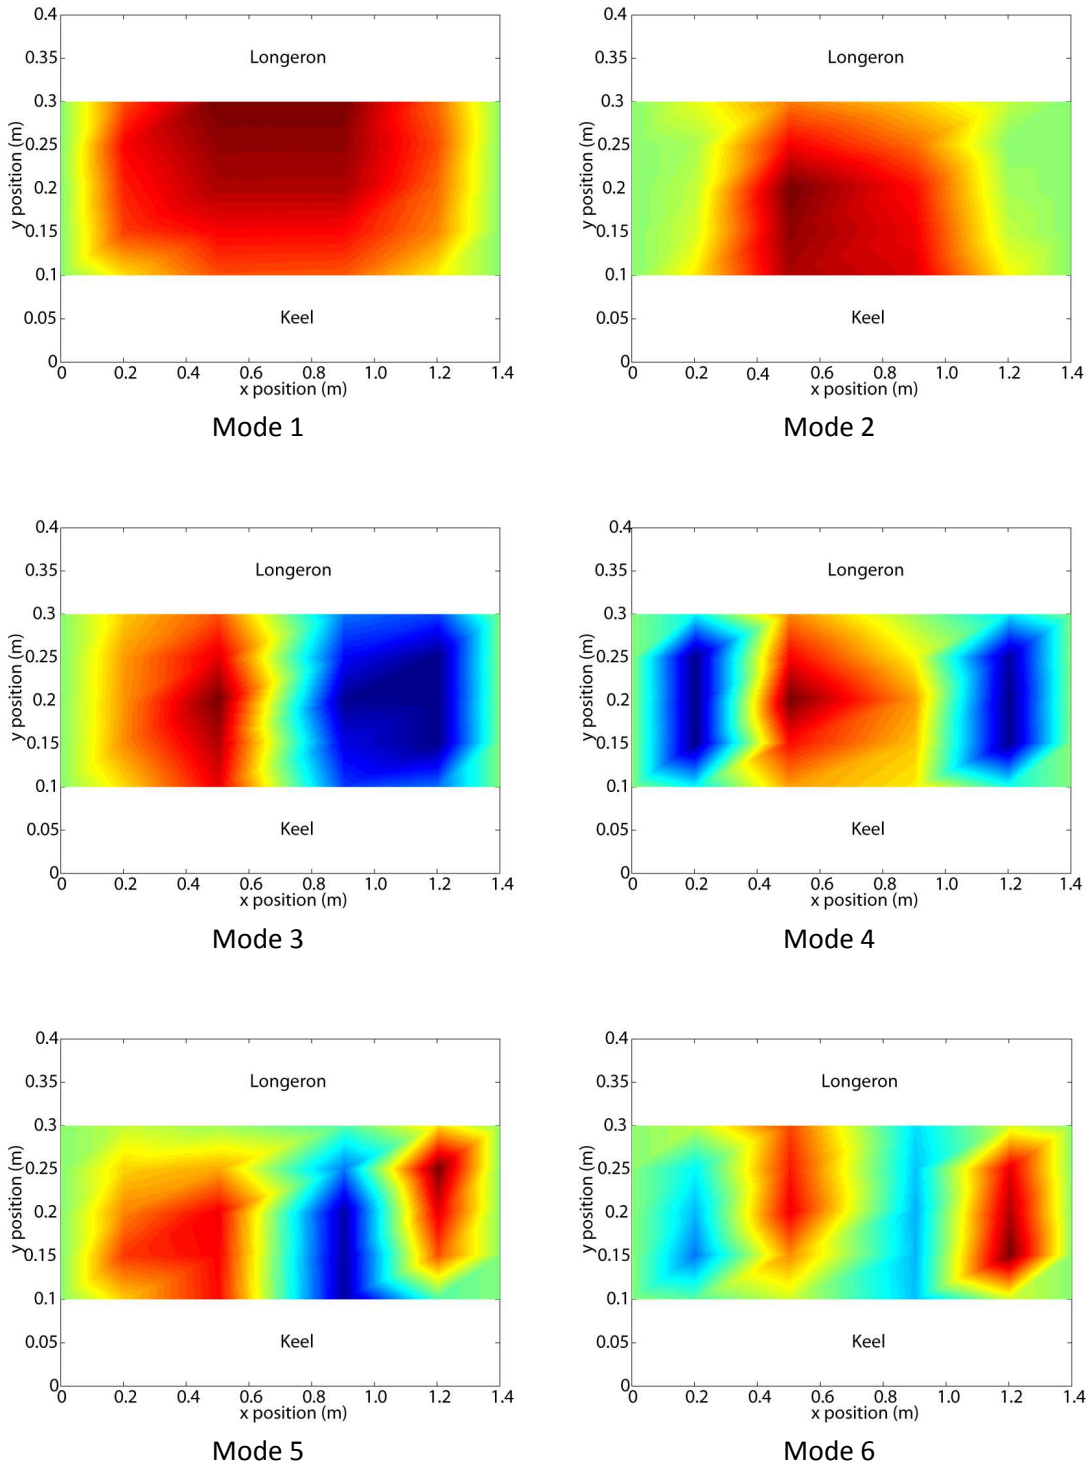 0.4 0.4
0.35 Longeron 0.35 Longeron
0.3 0.3
0.25 0.25
y position (m) y position (m)
0.2 0.2
0.15 0.15
0.1 0.1
0.05 Keel 0.05 Keel
0 0
0 0.2 0.4 0.6 0.8 1.0 1.2 1.4 0 0.2 0.4 0.6 0.8 1.0 1.2 1.4
x position (m) x position (m)
Mode 1 Mode 2
0.4 0.4
0.35 Longeron 0.35 Longeron
0.3 0.3
0.25 0.25
y position (m) y position (m)
0.2 0.2
0.15 0.15
0.1 0.1
0.05 Keel 0.05 Keel
0 0
0 0.2 0.4 0.6 0.8 1.0 1.2 1.4 0 0.2 0.4 0.6 0.8 1.0 1.2 1.4
x position (m) x position (m)
Mode 3 Mode 4
0.4 0.4
0.35 Longeron 0.35 Longeron
0.3 0.3
0.25 0.25
y position (m) y position (m)
0.2 0.2
0.15 0.15
0.1 0.1
0.05 Keel 0.05 Keel
0 0
0 0.2 0.4 0.6 0.8 1.0 1.2 1.4 0 0.2 0.4 0.6 0.8 1.0 1.2 1.4
x position (m) x position (m)
Mode 5 Mode 6